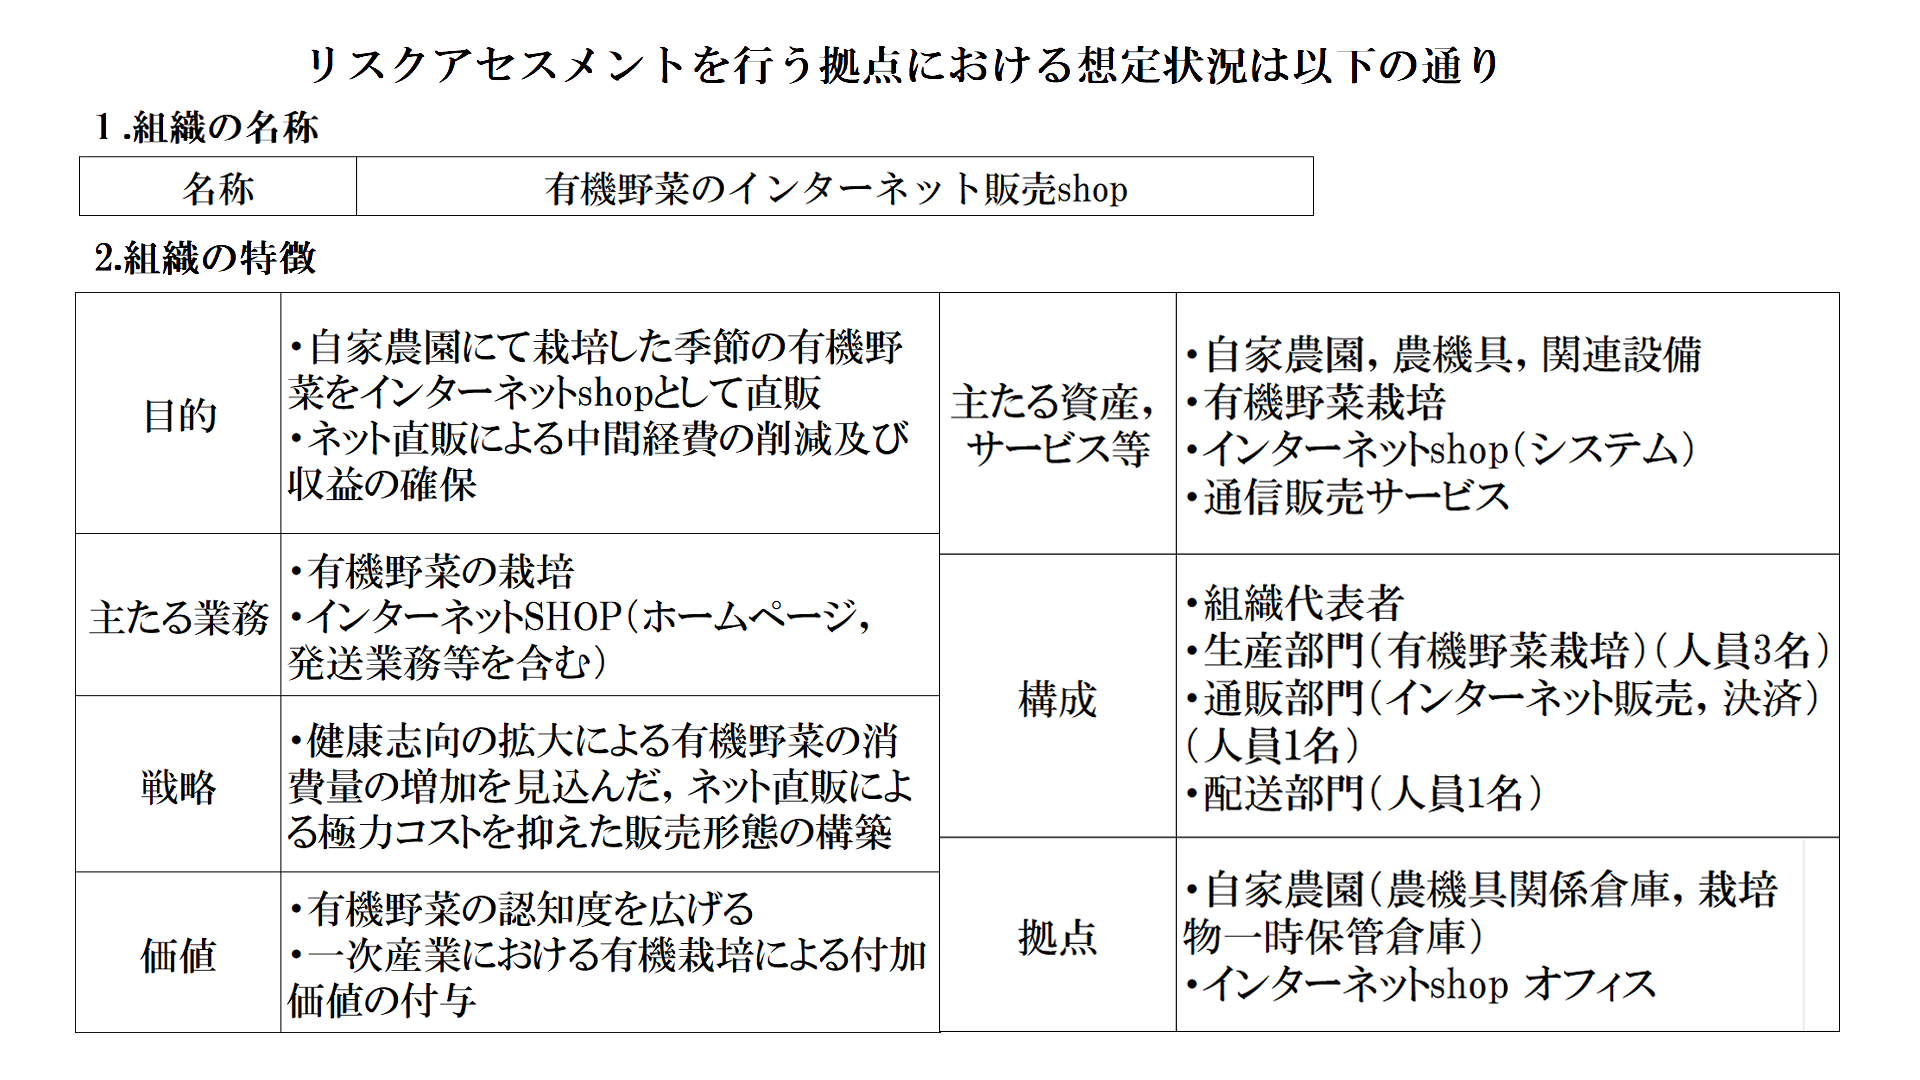 リスクアセスメントを行う拠点における想定状況は以下の通り
１.組織の名称
名称
有機野菜のインターネット販売shop
2.組織の特徴
目的
・自家農園にて栽培した季節の有機野
菜をインターネットshopとして直販
・ネット直販による中間経費の削減及び
収益の確保
主たる業務
・有機野菜の栽培
・インターネットSHOP（ホームページ，
発送業務等を含む）
戦略
・健康志向の拡大による有機野菜の消
費量の増加を見込んだ，ネット直販によ
る極力コストを抑えた販売形態の構築
価値
・有機野菜の認知度を広げる
・一次産業における有機栽培による付加
価値の付与
主たる資産，
サービス等
・自家農園，農機具，関連設備
・有機野菜栽培
・インターネットshop（システム）
・通信販売サービス
構成
・組織代表者
・生産部門（有機野菜栽培）（人員3名）
・通販部門（インターネット販売，決済）
（人員1名）
・配送部門（人員1名）
拠点
・自家農園（農機具関係倉庫，栽培
物一時保管倉庫）
・インターネットshop オフィス